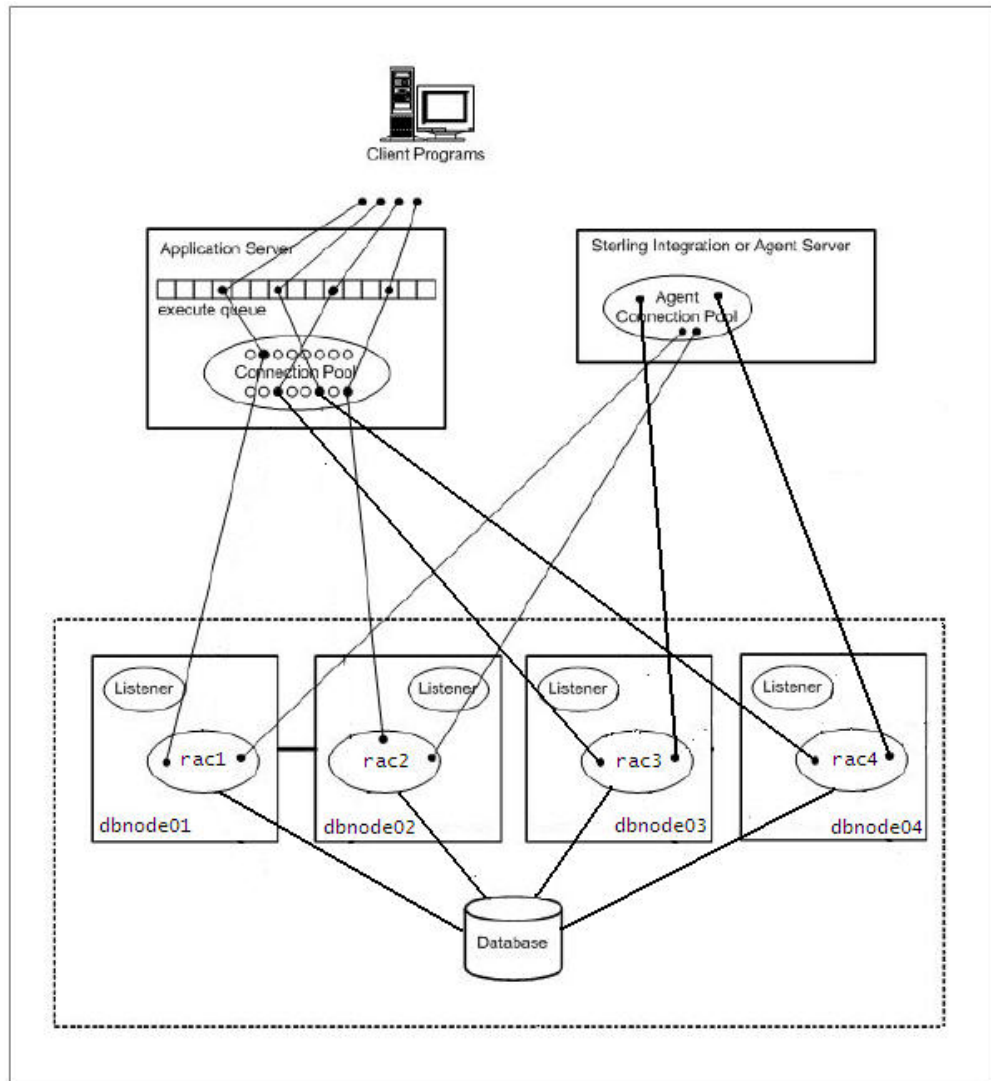 Client Programs
Application Server
execute queue
Connection Pool
Sterling Integration or Agent Server
Agent
Connection Pool
Listener
Listener
Listener
Listener
rac1
rac2
rac3
rac4
dbnode01
dbnode02
dbnode03
dbnode04
Database